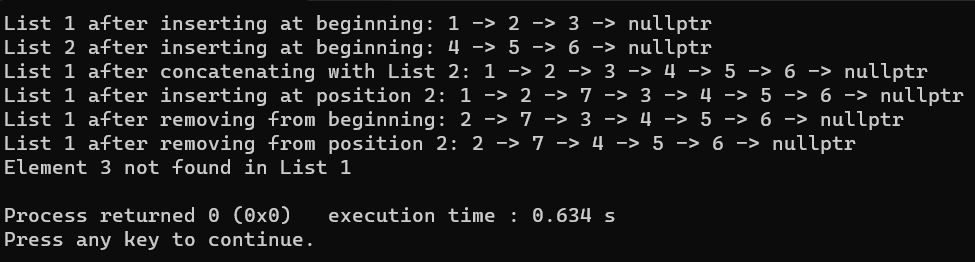 List 1 after inserting at beginning: 1 -> 2 -> 3 -> nullptr
List 2 after inserting at beginning: 4 -> 5 -> 6 -> nullptr
List 1 after concatenating with List 2: 1 -> 2 -> 3 -> 4 -> 5 -> 6 -> nullptr
List 1 after inserting at position 2: 1 -> 2 -> 7 -> 3 -> 4 -> 5 -> 6 -> nullptr
List 1 after removing from beginning: 2 -> 7 -> 3 -> 4 -> 5 -> 6 -> nullptr
List 1 after removing from position 2: 2 -> 7 -> 4 -> 5 -> 6 -> nullptr
Element 3 not found in List 1
Process returned 0 (0x0)   execution time : 0.634 s
Press any key to continue.